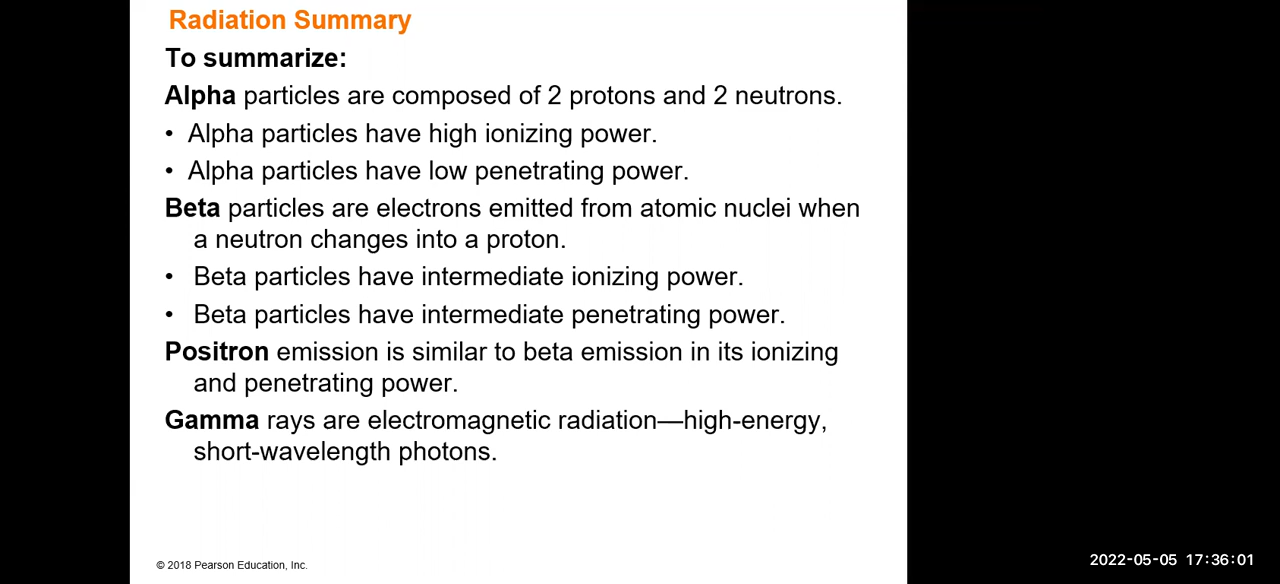 Radiation Summary
To summarize:
Alpha particles are composed of 2 protons and 2 neutrons.
• Alpha particles have high ionizing power.
• Alpha particles have low penetrating power.
Beta particles are electrons emitted from atomic nuclei when
a neutron changes into a proton.
• Beta particles have intermediate ionizing power.
• Beta particles have intermediate penetrating power.
Positron emission is similar to beta emission in its ionizing
and penetrating power.
Gamma rays are electromagnetic radiation—high-energy,
short-wavelength photons.
© 2018 Pearson Education, Inc.
2022-05-05 17:36:01